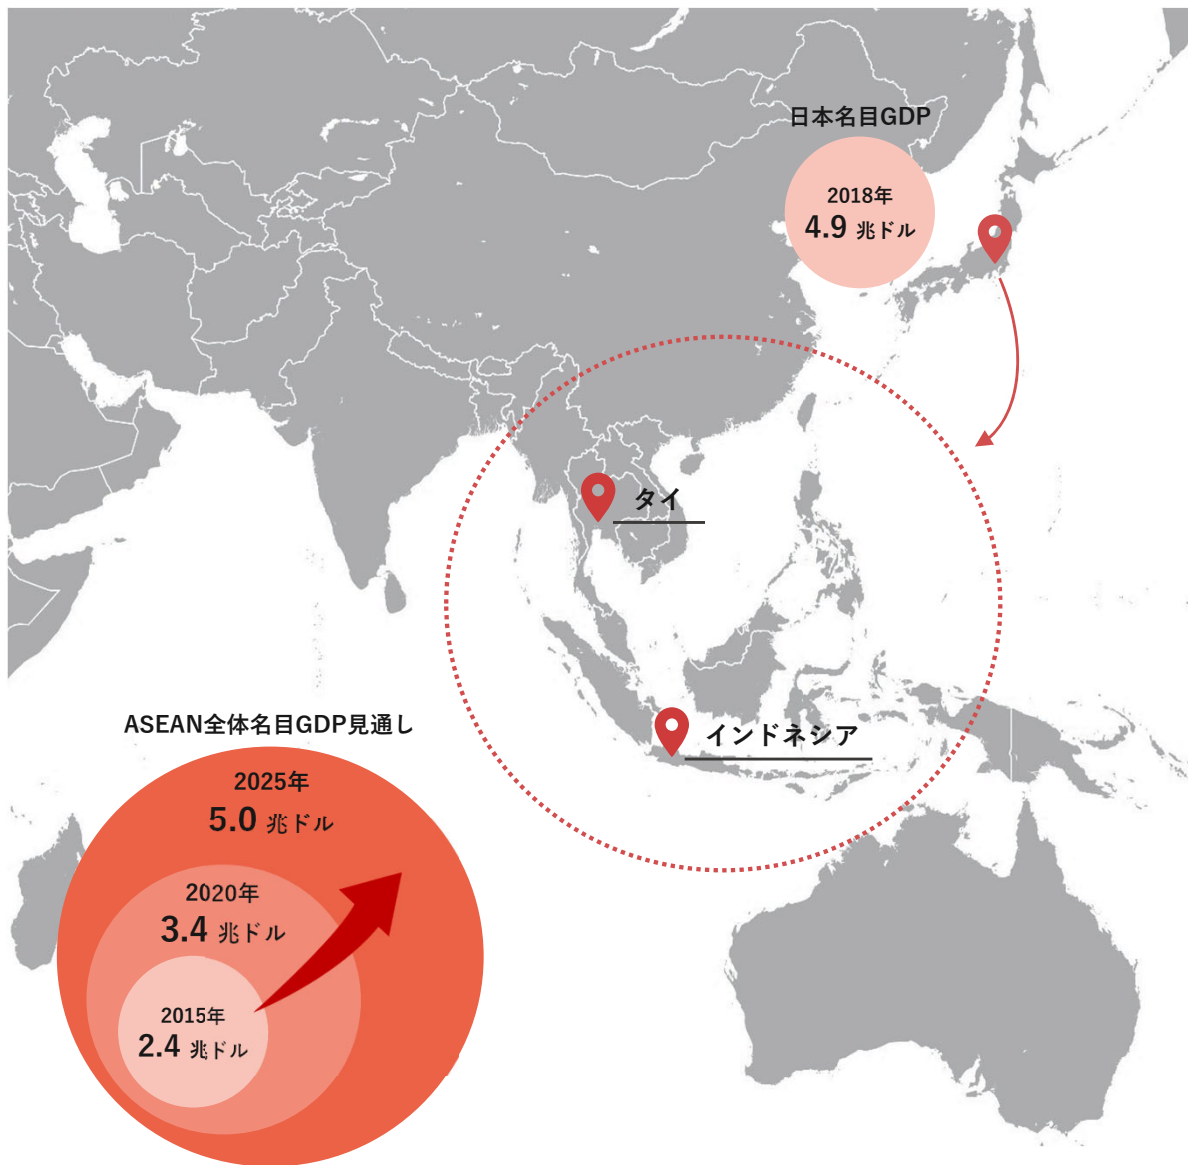 日本名目GDP
2018年
4.9 兆ドル
タイ
インドネシア
ASEAN全体名目GDP見通し
2025年
5.0 兆ドル
2020年
3.4 兆ドル
2015年
2.4 兆ドル